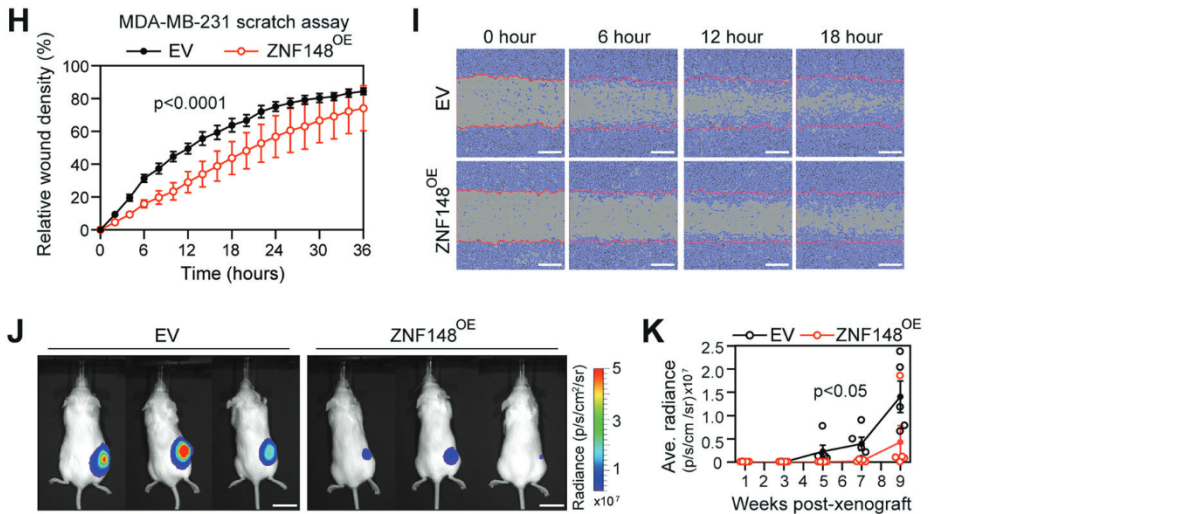 H
MDA-MB-231 scratch assay
EV ZNF148OE
Relative wound density (%)
100
80
60
40
20
0
p<0.0001
0 6 12 18 24 30 36
Time (hours)
I
0 hour 6 hour 12 hour 18 hour
EV
ZNF148OE
J
EV ZNF148OE
5
3
1
x10⁷
Radiance (p/s/cm²/sr)
K
EV ZNF148OE
Ave. radiance
(p/s/cm /sr) x10⁷
2.5
2.0
1.5
1.0
0.5
0
p<0.05
1 2 3 4 5 6 7 8 9
Weeks post-xenograft